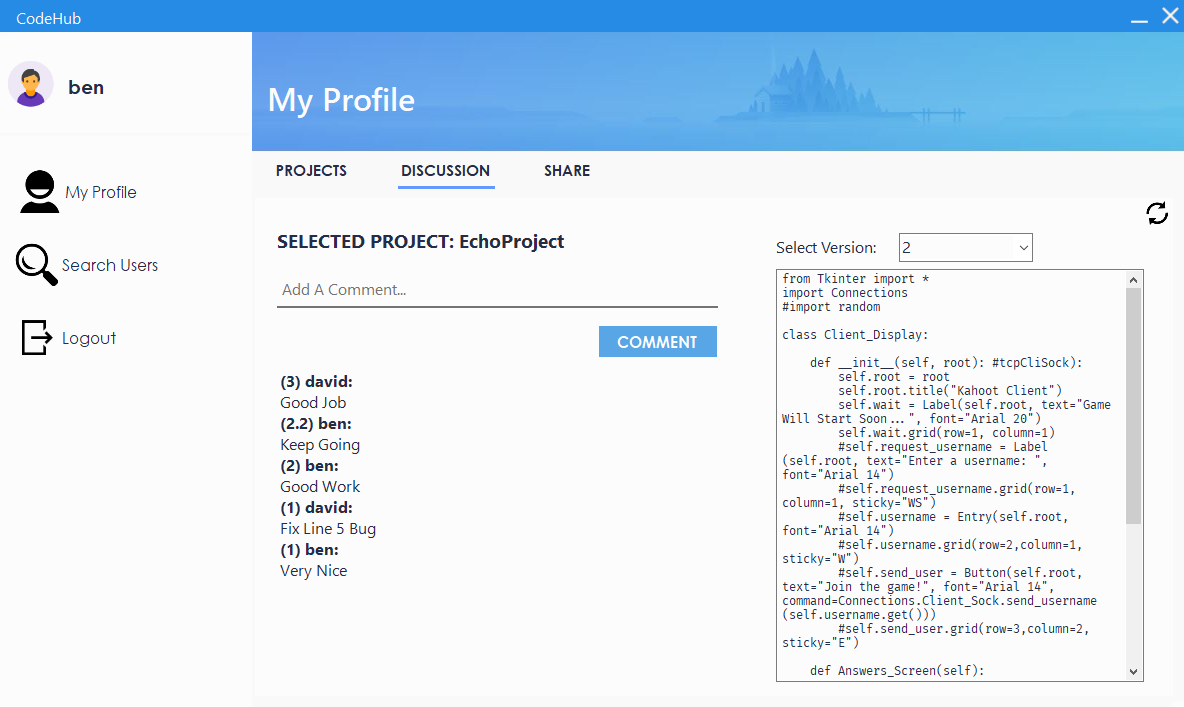 CodeHub
ben
My Profile
Search Users
Logout
My Profile
PROJECTS DISCUSSION SHARE
SELECTED PROJECT: EchoProject
Add A Comment...
COMMENT
(3) david:
Good Job
(2.2) ben:
Keep Going
(2) ben:
Good Work
(1) david:
Fix Line 5 Bug
(1) ben:
Very Nice
Select Version: 2
from Tkinter import *
import Connections
#import random

class Client_Display:

    def __init__(self, root): #tcpCliSock):
        self.root = root
        self.root.title("Kahoot Client")
        self.wait = Label(self.root, text="Game
Will Start Soon...", font="Arial 20")
        self.wait.grid(row=1, column=1)
        #self.request_username = Label
(self.root, text="Enter a username: ",
font="Arial 14")
        #self.request_username.grid(row=1,
column=1, sticky="WS")
        #self.username = Entry(self.root,
font="Arial 14")
        #self.username.grid(row=2,column=1,
sticky="W")
        #self.send_user = Button(self.root,
text="Join the game!", font="Arial 14",
command=Connections.Client_Sock.send_username
(self.username.get()))
        #self.send_user.grid(row=3,column=2,
sticky="E")

    def Answers_Screen(self):